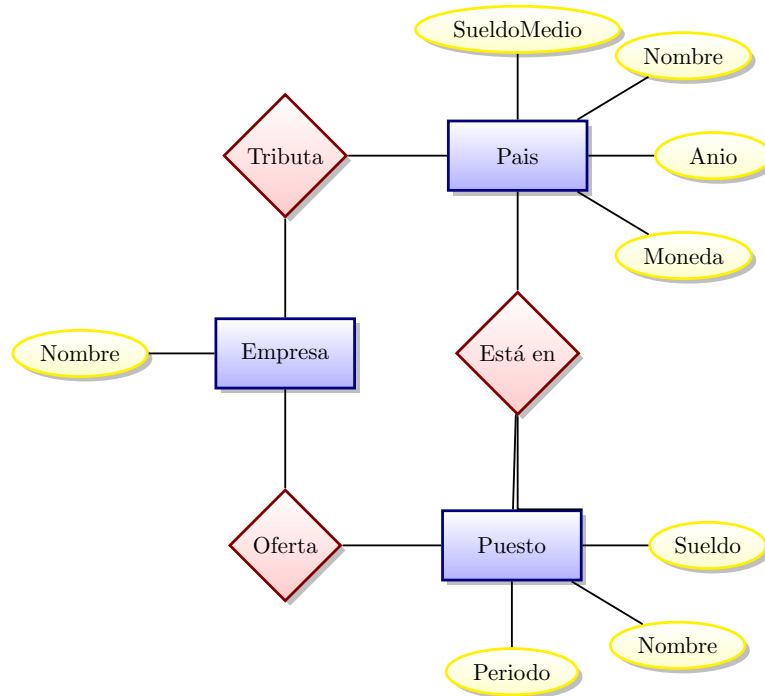 SueldoMedio
Nombre
Tributa
Pais
Anio
Moneda
Nombre
Empresa
Está en
Oferta
Puesto
Sueldo
Nombre
Periodo